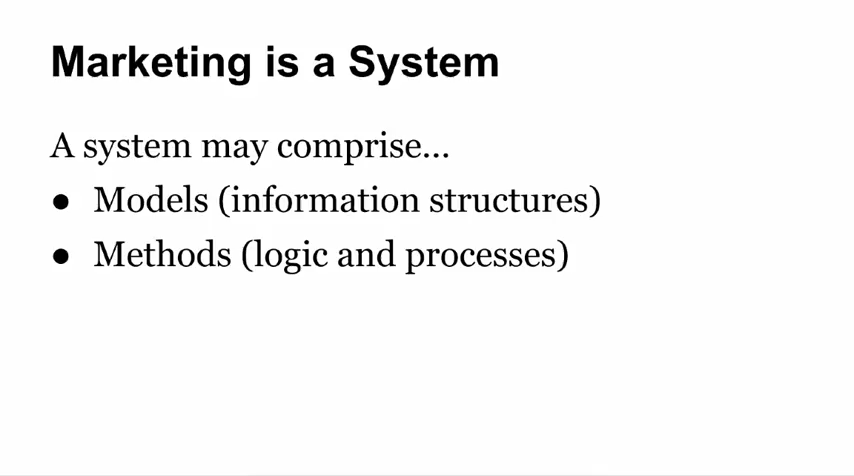 Marketing is a System
A system may comprise...
● Models (information structures)
● Methods (logic and processes)